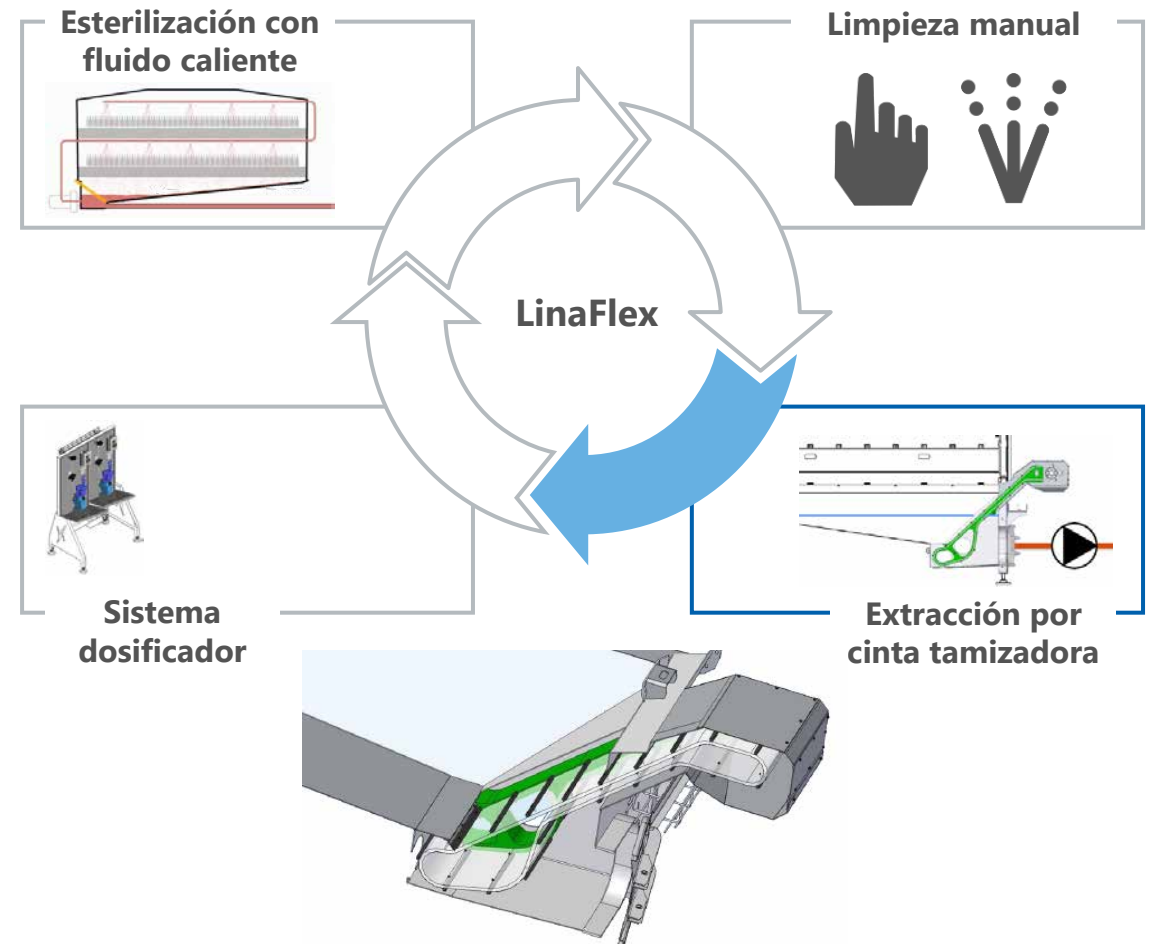 Esterilización con
fluido caliente
Limpieza manual
LinaFlex
Sistema
dosificador
Extracción por
cinta tamizadora